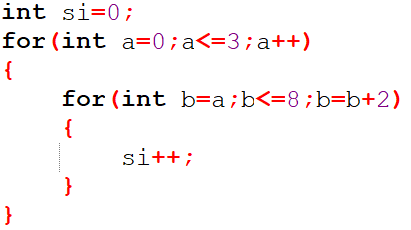 int si=0;
for(int a=0;a<=3;a++)
{
    for(int b=a;b<=8;b=b+2)
    {
        si++;
    }
}